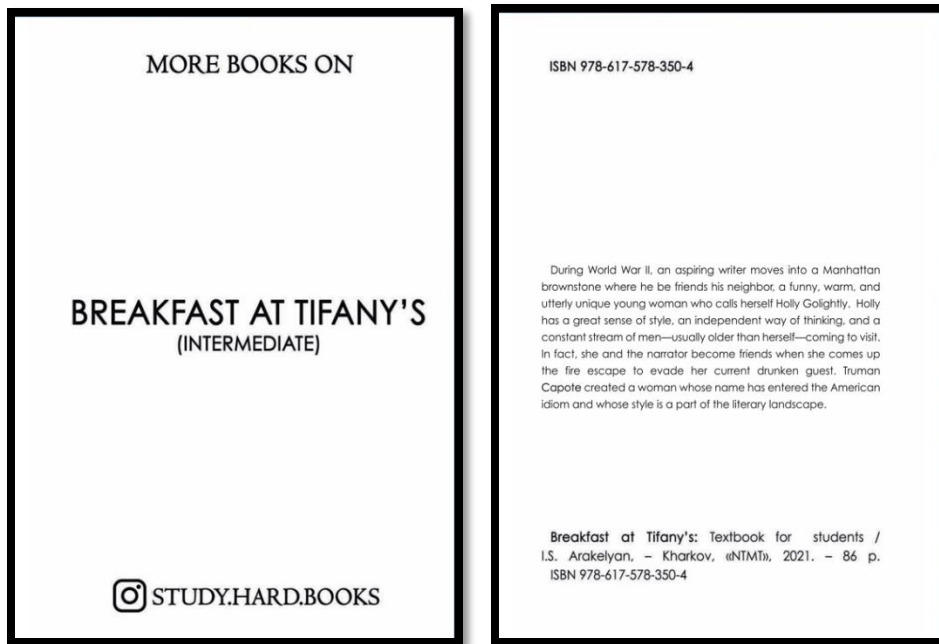 MORE BOOKS ON
BREAKFAST AT TIFANY'S
(INTERMEDIATE)
STUDY.HARD.BOOKS
ISBN 978-617-578-350-4
During World War II, an aspiring writer moves into a Manhattan
brownstone where he be friends his neighbor, a funny, warm, and
utterly unique young woman who calls herself Holly Golightly. Holly
has a great sense of style, an independent way of thinking, and a
constant stream of men—usually older than herself—coming to visit.
In fact, she and the narrator become friends when she comes up
the fire escape to evade her current drunken guest. Truman
Capote created a woman whose name has entered the American
idiom and whose style is a part of the literary landscape.
Breakfast at Tifany's: Textbook for students /
I.S. Arakelyan, – Kharkov, «NTMT», 2021. – 86 p.
ISBN 978-617-578-350-4